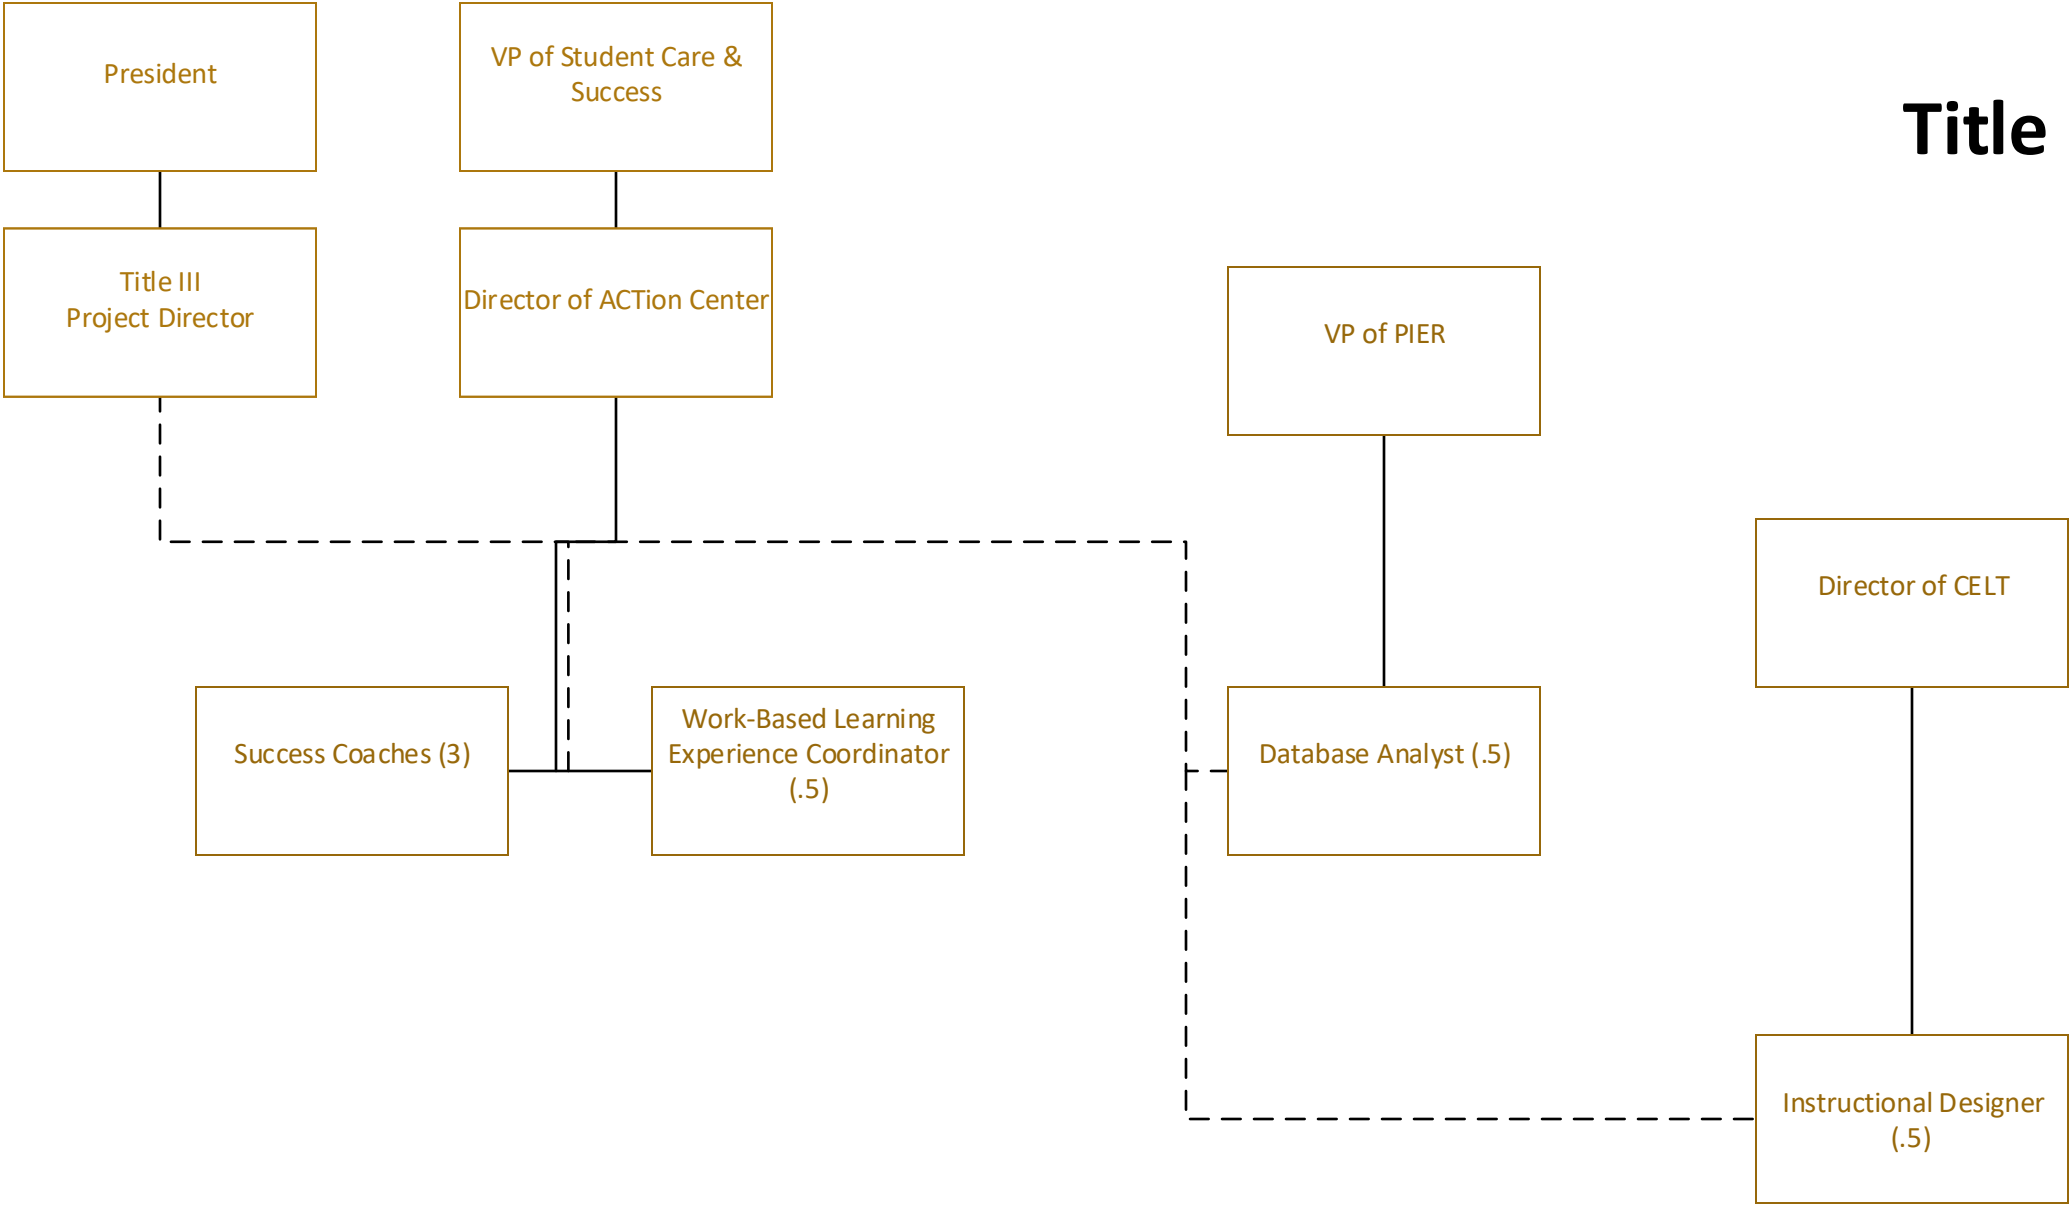 President
VP of Student Care &
Success
Title
Title III
Project Director
Director of ACTion Center
VP of PIER
Director of CELT
Success Coaches (3)
Work-Based Learning
Experience Coordinator
(.5)
Database Analyst (.5)
Instructional Designer
(.5)